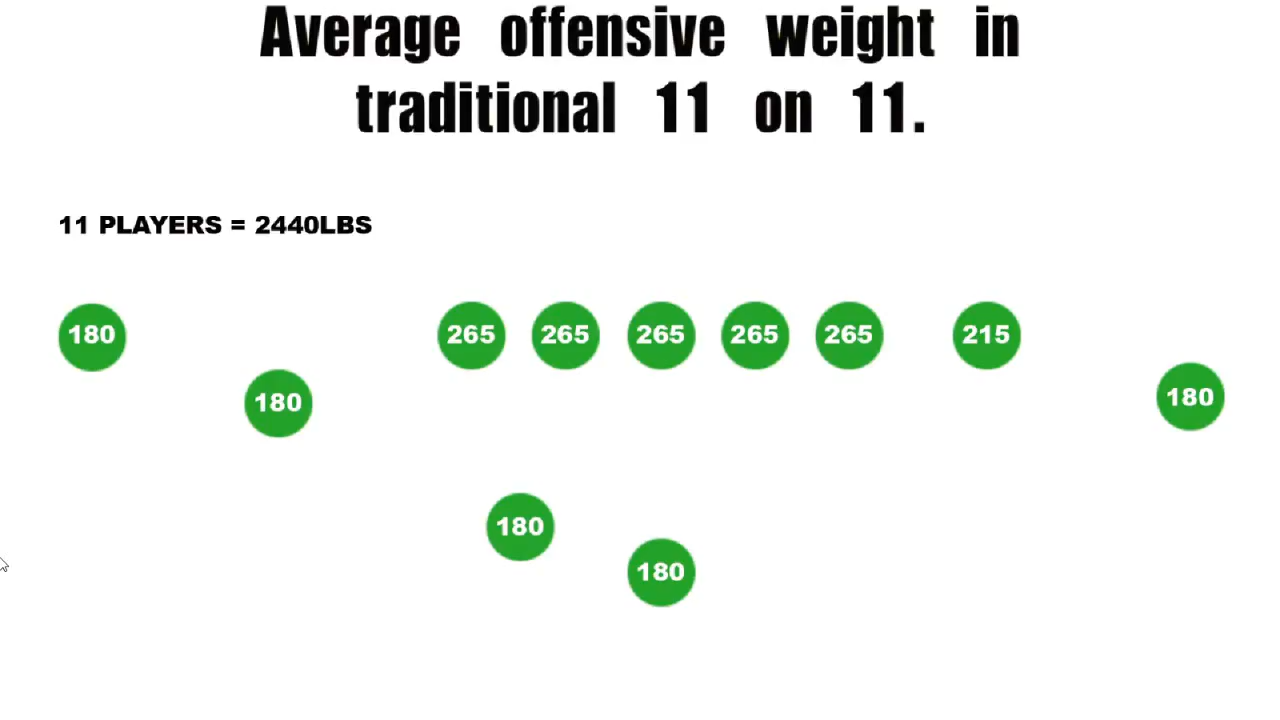 Average offensive weight in
traditional 11 on 11.
11 PLAYERS = 2440LBS
180 265 265 265 265 265 215
180 180
180
180